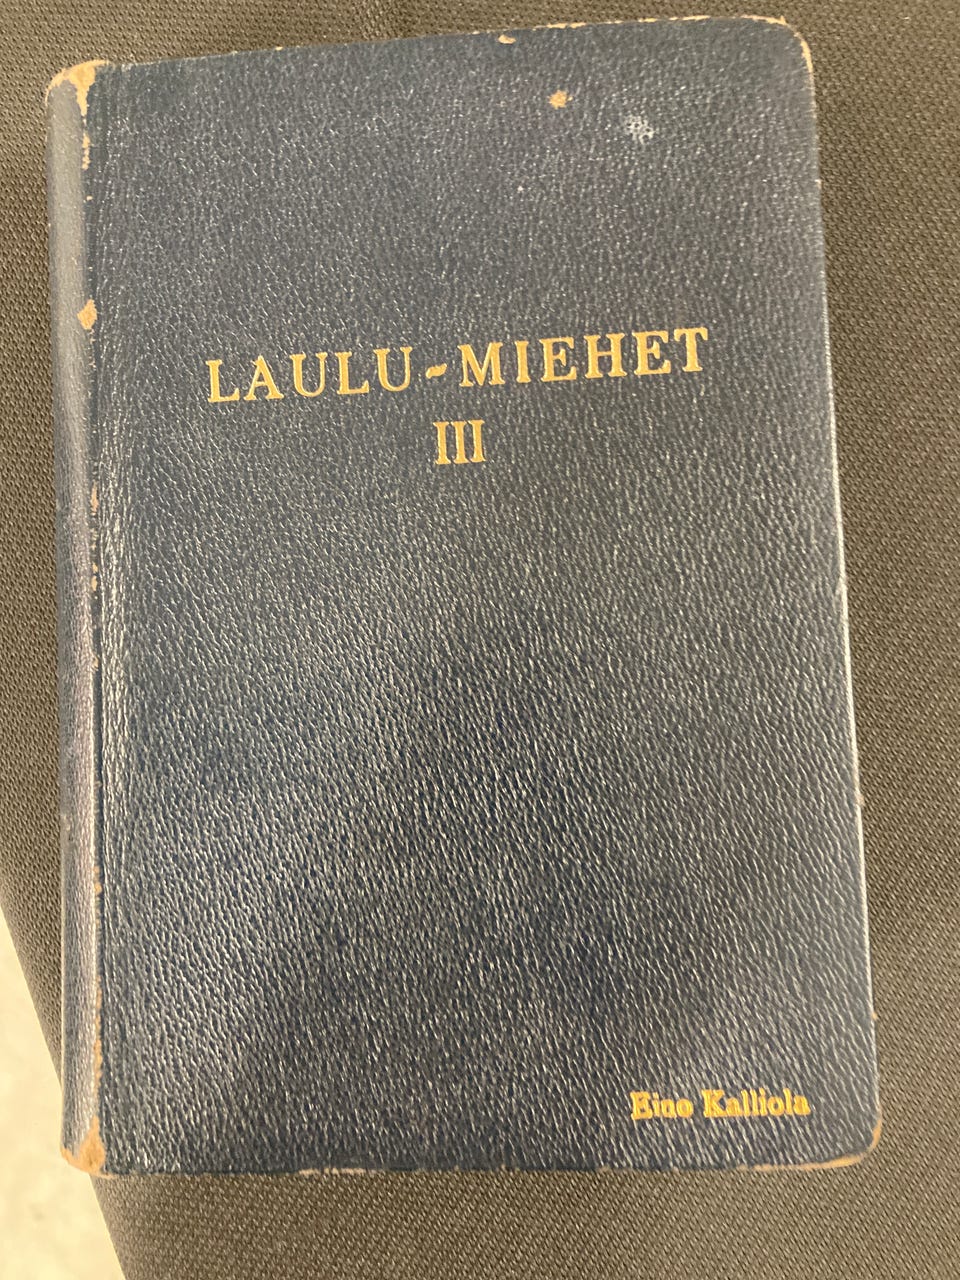 LAULU-MIEHET
III
Eino Kalliola